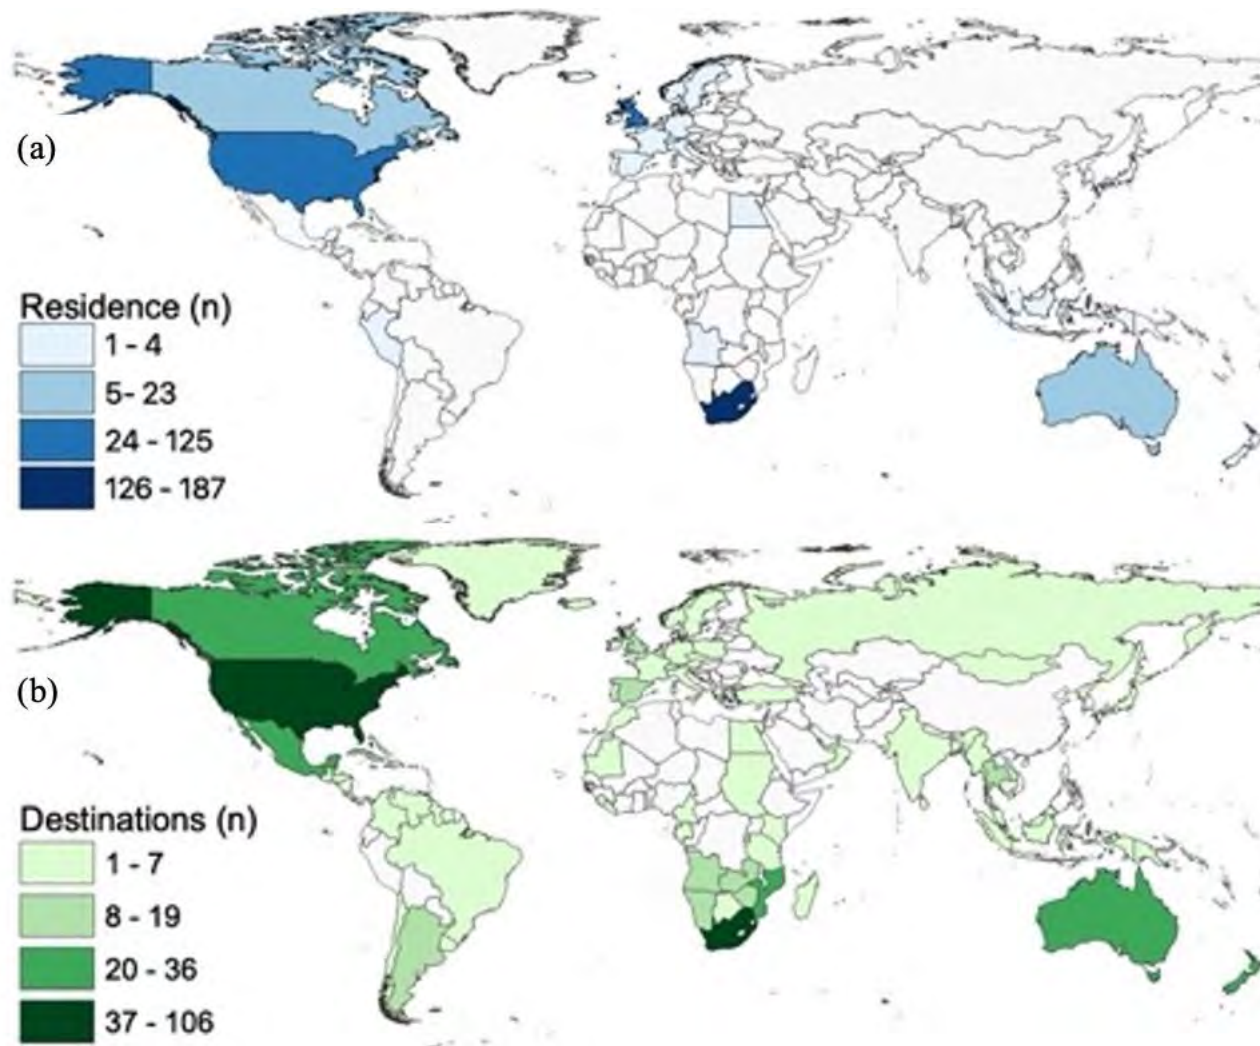 (a)
Residence (n)
1 - 4
5- 23
24 - 125
126 - 187
(b)
Destinations (n)
1 - 7
8 - 19
20 - 36
37 - 106